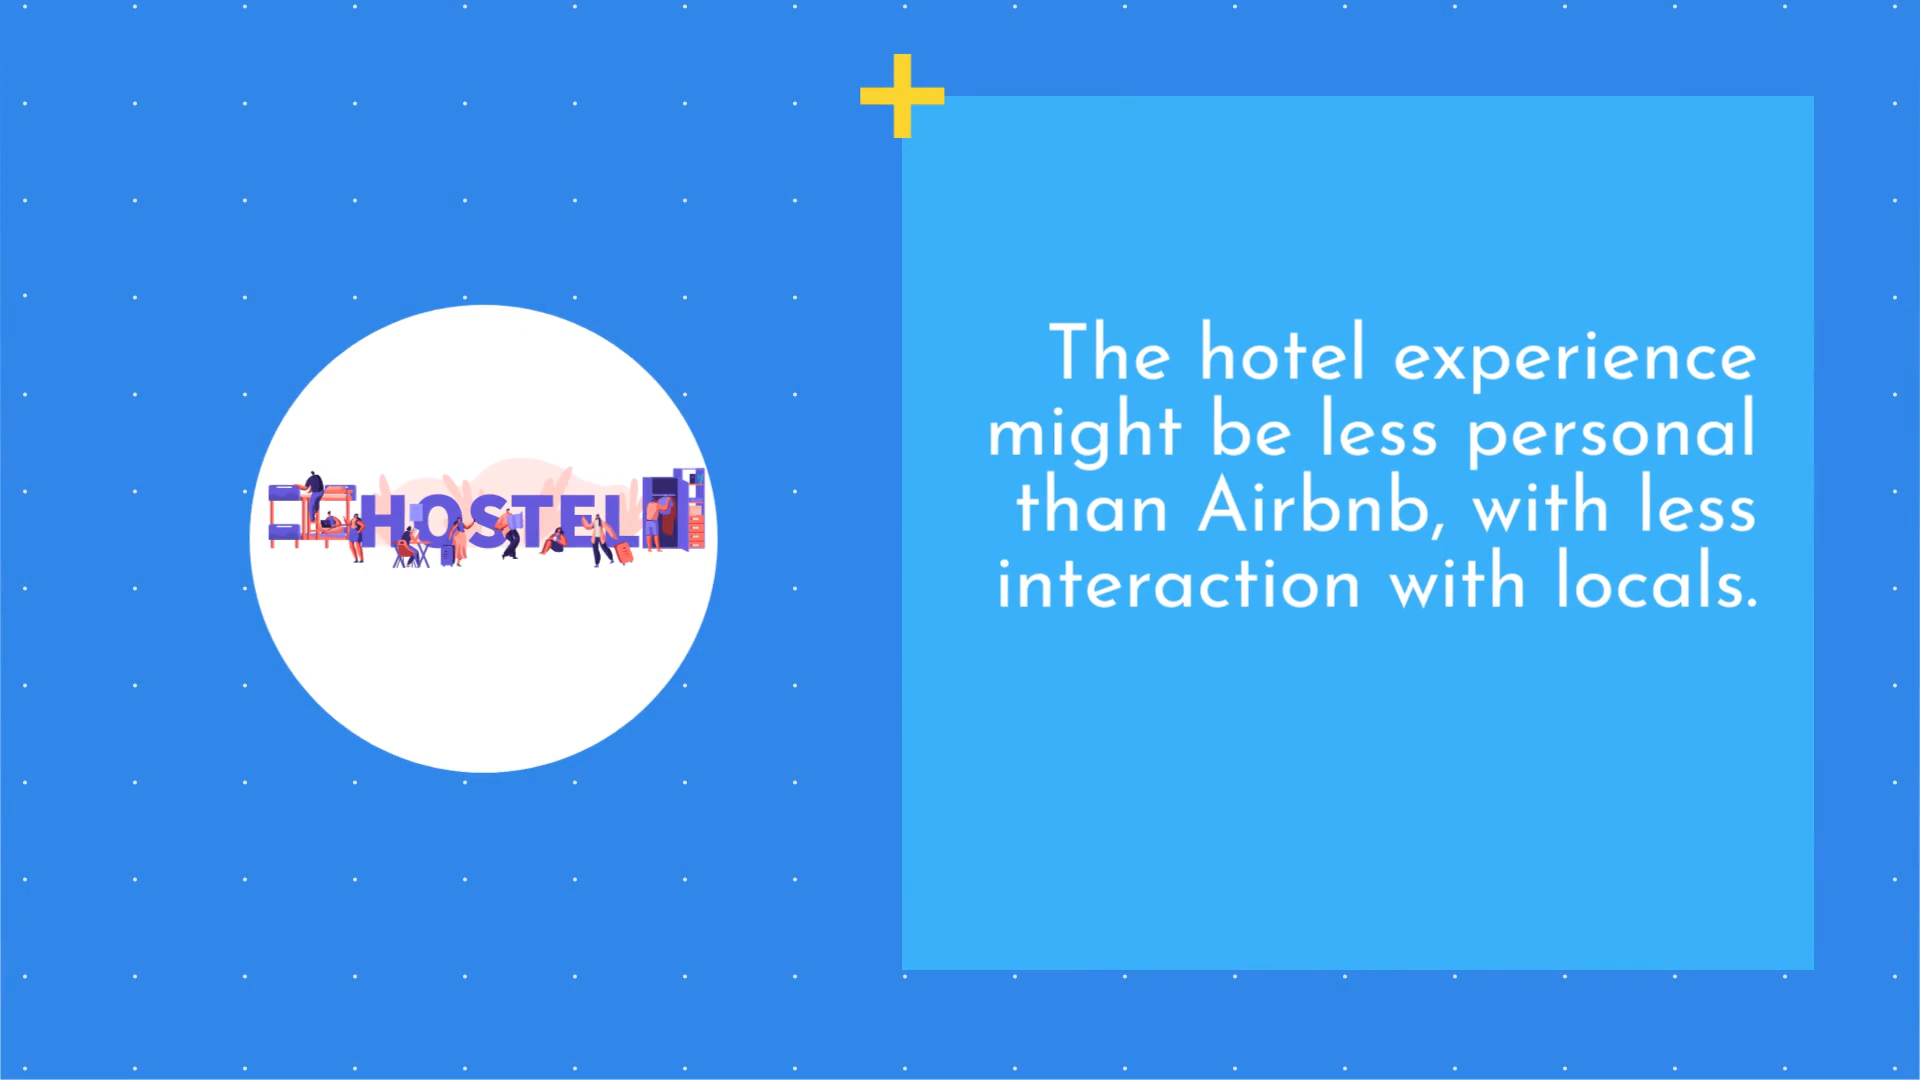 HOSTEL
The hotel experience
might be less personal
than Airbnb, with less
interaction with locals.